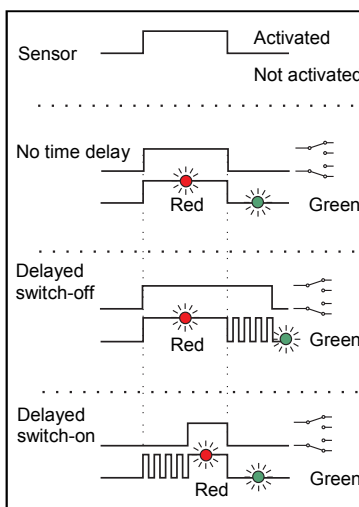 Sensor
Activated
Not activated
No time delay
Red
Green
Delayed
switch-off
Red
Green
Delayed
switch-on
Green
Red